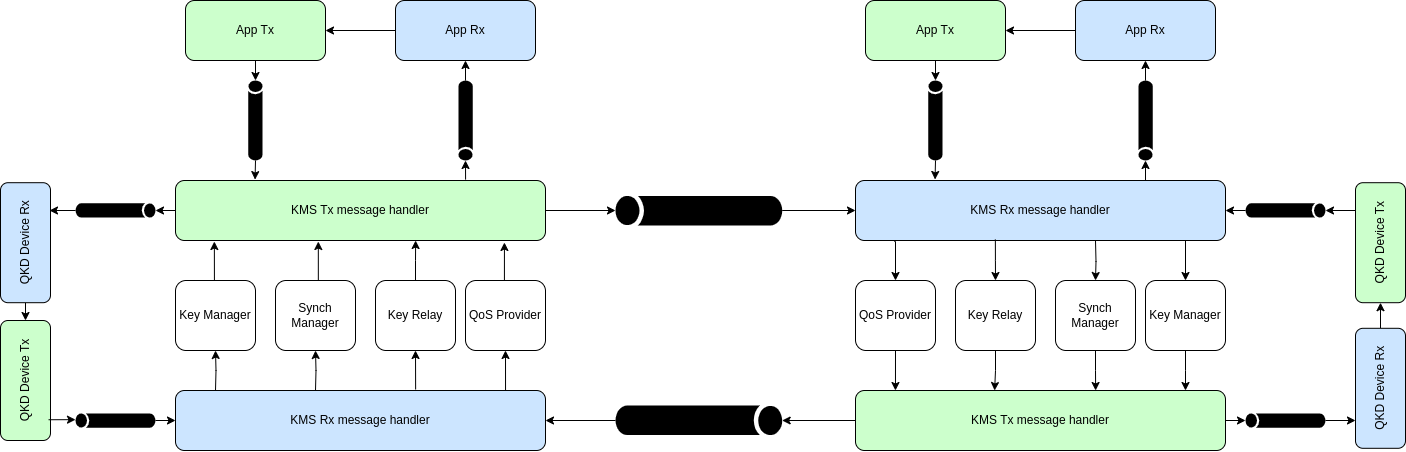 App Tx
App Rx
App Tx
App Rx
KMS Tx message handler
KMS Rx message handler
QKD Device Rx
QKD Device Tx
Key Manager
Synch
Manager
Key Relay
QoS Provider
QoS Provider
Key Relay
Synch
Manager
Key Manager
QKD Device Tx
QKD Device Rx
KMS Rx message handler
KMS Tx message handler